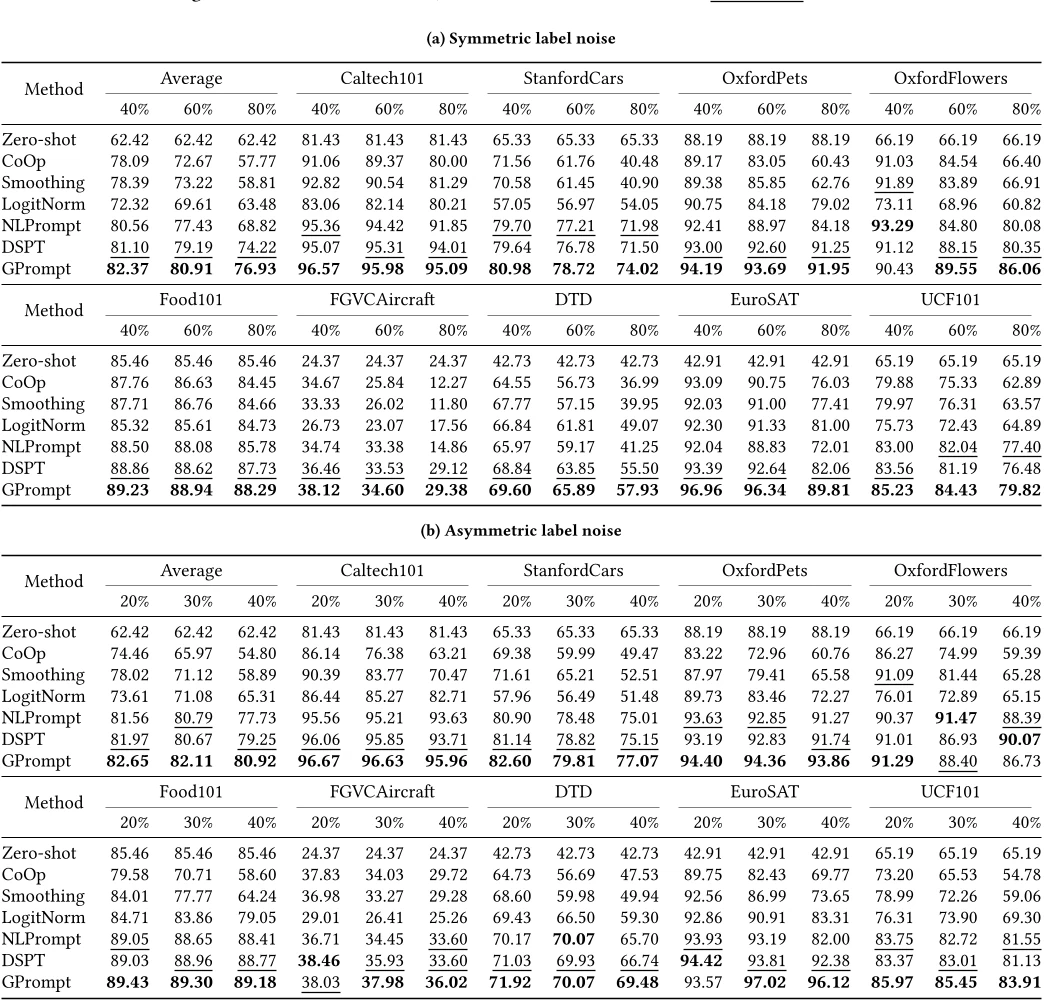 (a) Symmetric label noise
Method Average Caltech101 StanfordCars OxfordPets OxfordFlowers
40% 60% 80% 40% 60% 80% 40% 60% 80% 40% 60% 80% 40% 60% 80%
Zero-shot 62.42 62.42 62.42 81.43 81.43 81.43 65.33 65.33 65.33 88.19 88.19 88.19 66.19 66.19 66.19
CoOp 78.09 72.67 57.77 91.06 89.37 80.00 71.56 61.76 40.48 89.17 83.05 60.43 91.03 84.54 66.40
Smoothing 78.39 73.22 58.81 92.82 90.54 81.29 70.58 61.45 40.90 89.38 85.85 62.76 91.89 83.89 66.91
LogitNorm 72.32 69.61 63.48 83.06 82.14 80.21 57.05 56.97 54.05 90.75 84.18 79.02 73.11 68.96 60.82
NLPrompt 80.56 77.43 68.82 95.36 94.42 91.85 79.70 77.21 71.98 92.41 88.97 84.18 93.29 84.80 80.08
DSPT 81.10 79.19 74.22 95.07 95.31 94.01 79.64 76.78 71.50 93.00 92.60 91.25 91.12 88.15 80.35
GPrompt 82.37 80.91 76.93 96.57 95.98 95.09 80.98 78.72 74.02 94.19 93.69 91.95 90.43 89.55 86.06
Method Food101 FGVCAircraft DTD EuroSAT UCF101
40% 60% 80% 40% 60% 80% 40% 60% 80% 40% 60% 80% 40% 60% 80%
Zero-shot 85.46 85.46 85.46 24.37 24.37 24.37 42.73 42.73 42.73 42.91 42.91 42.91 65.19 65.19 65.19
CoOp 87.76 86.63 84.45 34.67 25.84 12.27 64.55 56.73 36.99 93.09 90.75 76.03 79.88 75.33 62.89
Smoothing 87.71 86.76 84.66 33.33 26.02 11.80 67.77 57.15 39.95 92.03 91.00 77.41 79.97 76.31 63.57
LogitNorm 85.32 85.61 84.73 26.73 23.07 17.56 66.84 61.81 49.07 92.30 91.33 81.00 75.73 72.43 64.89
NLPrompt 88.50 88.08 85.78 34.74 33.38 14.86 65.97 59.17 41.25 92.04 88.83 72.01 83.00 82.04 77.40
DSPT 88.86 88.62 87.73 36.46 33.53 29.12 68.84 63.85 55.50 93.39 92.64 82.06 83.56 81.19 76.48
GPrompt 89.23 88.94 88.29 38.12 34.60 29.38 69.60 65.89 57.93 96.96 96.34 89.81 85.23 84.43 79.82
(b) Asymmetric label noise
Method Average Caltech101 StanfordCars OxfordPets OxfordFlowers
20% 30% 40% 20% 30% 40% 20% 30% 40% 20% 30% 40% 20% 30% 40%
Zero-shot 62.42 62.42 62.42 81.43 81.43 81.43 65.33 65.33 65.33 88.19 88.19 88.19 66.19 66.19 66.19
CoOp 74.46 65.97 54.80 86.14 76.38 63.21 69.38 59.99 49.47 83.22 72.96 60.76 86.27 74.99 59.39
Smoothing 78.02 71.12 58.89 90.39 83.77 70.47 71.61 65.21 52.51 87.97 79.41 65.58 91.09 81.44 65.28
LogitNorm 73.61 71.08 65.31 86.44 85.27 82.71 57.96 56.49 51.48 89.73 83.46 72.27 76.01 72.89 65.15
NLPrompt 81.56 80.79 77.73 95.56 95.21 93.63 80.90 78.48 75.01 93.63 92.85 91.27 90.37 91.47 88.39
DSPT 81.97 80.67 79.25 96.06 95.85 93.71 81.14 78.82 75.15 93.19 92.83 91.74 91.01 86.93 90.07
GPrompt 82.65 82.11 80.92 96.67 96.63 95.96 82.60 79.81 77.07 94.40 94.36 93.86 91.29 88.40 86.73
Method Food101 FGVCAircraft DTD EuroSAT UCF101
20% 30% 40% 20% 30% 40% 20% 30% 40% 20% 30% 40% 20% 30% 40%
Zero-shot 85.46 85.46 85.46 24.37 24.37 24.37 42.73 42.73 42.73 42.91 42.91 42.91 65.19 65.19 65.19
CoOp 79.58 70.71 58.60 37.83 34.03 29.72 64.73 56.69 47.53 89.75 82.43 69.77 73.20 65.53 54.78
Smoothing 84.01 77.77 64.24 36.98 33.27 29.28 68.60 59.98 49.94 92.56 86.99 73.65 78.99 72.26 59.06
LogitNorm 84.71 83.86 79.05 29.01 26.41 25.26 69.43 66.50 59.30 92.86 90.91 83.31 76.31 73.90 69.30
NLPrompt 89.05 88.65 88.41 36.71 34.45 33.60 70.17 70.07 65.70 93.93 93.19 82.00 83.75 82.72 81.55
DSPT 89.03 88.96 88.77 38.46 35.93 33.60 71.03 69.93 66.74 94.42 93.81 92.38 83.37 83.01 81.13
GPrompt 89.43 89.30 89.18 38.03 37.98 36.02 71.92 70.07 69.48 93.57 97.02 96.12 85.97 85.45 83.91